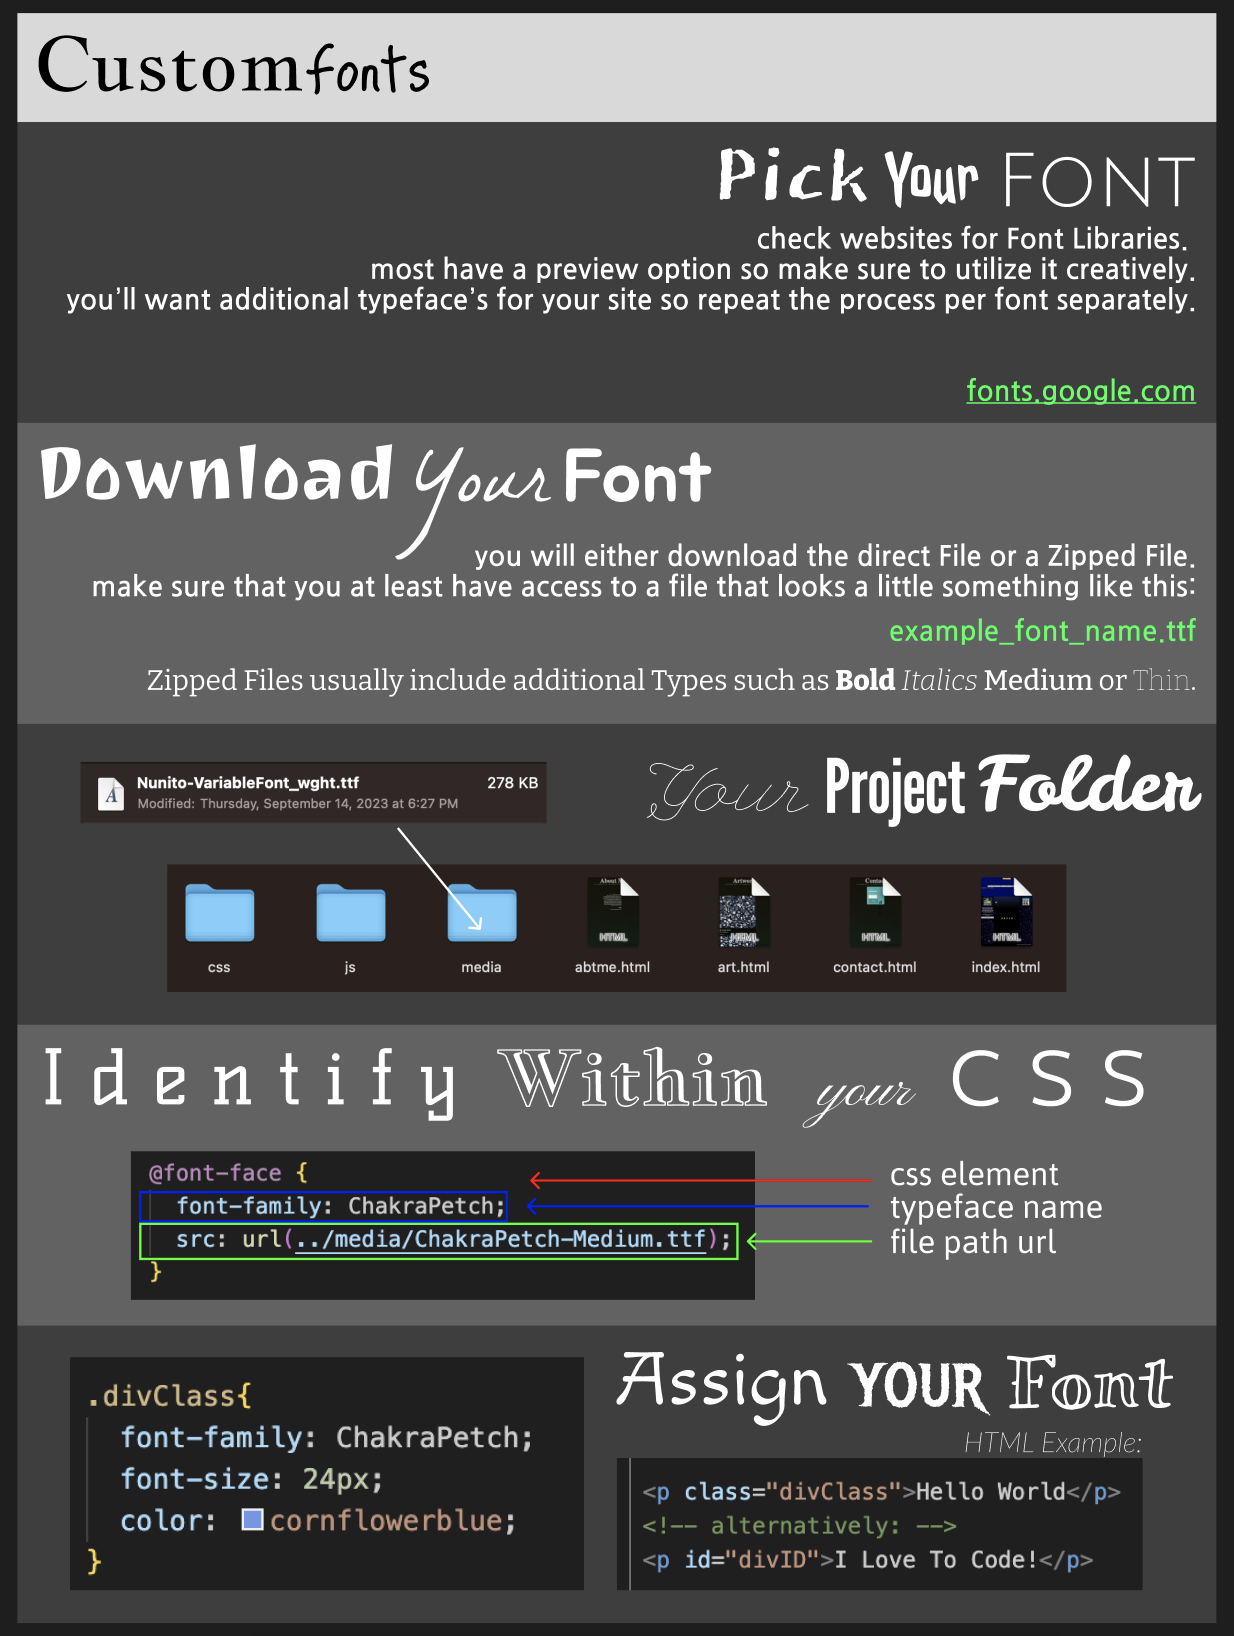 Customfonts
Pick Your FONT
check websites for Font Libraries.
most have a preview option so make sure to utilize it creatively.
you'll want additional typeface's for your site so repeat the process per font separately.
fonts.google.com
Download Your Font
you will either download the direct File or a Zipped File.
make sure that you at least have access to a file that looks a little something like this:
example_font_name.ttf
Zipped Files usually include additional Types such as Bold Italics Medium or Thin.
Your Project Folder
Nunito-VariableFont_wght.ttf 278 KB
Modified: Thursday, September 14, 2023 at 6:27 PM
HTML HTML HTML HTML
css js media abtme.html art.html contact.html index.html
Identify Within your CSS
@font-face {
font-family: ChakraPetch;
src: url(../media/ChakraPetch-Medium.ttf);
}
css element
typeface name
file path url
Assign YOUR Font
.divClass{
font-family: ChakraPetch;
font-size: 24px;
color: cornflowerblue;
}
HTML Example:
<p class="divClass">Hello World</p>
<!-- alternatively: -->
<p id="divID">I Love To Code!</p>